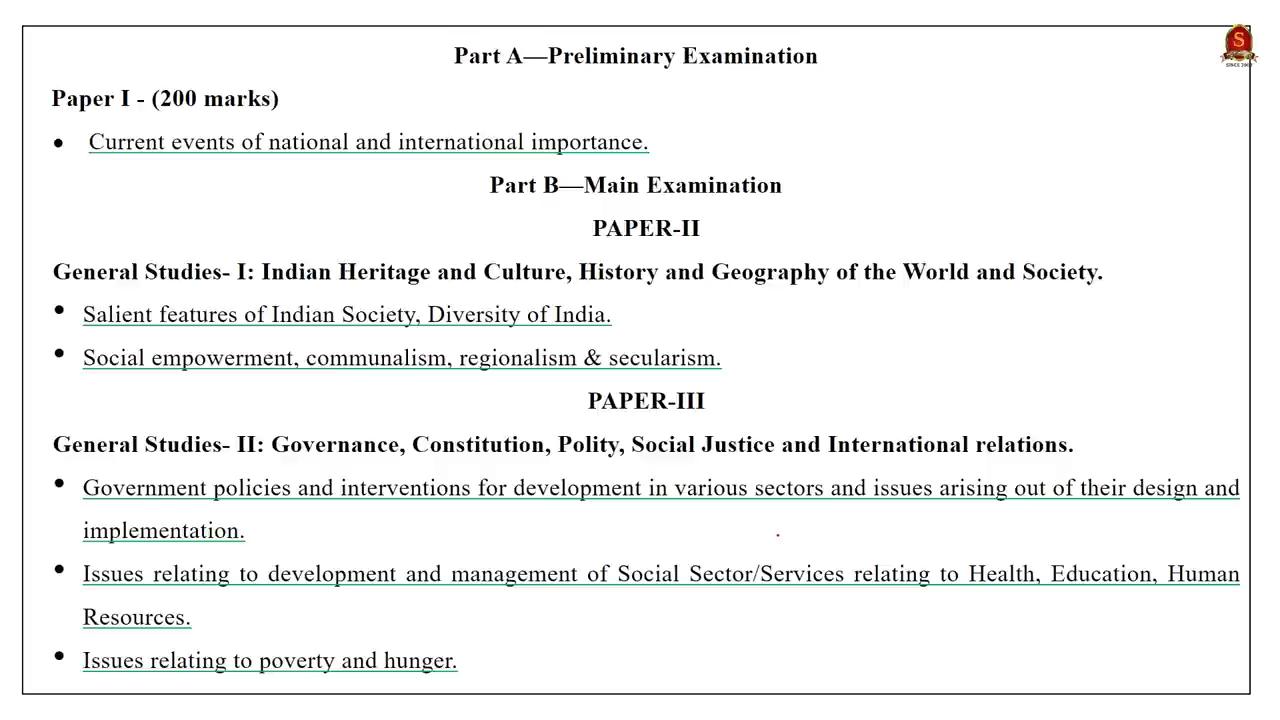 Part A—Preliminary Examination
S
SINCE 2004
Paper I - (200 marks)
• Current events of national and international importance.
Part B—Main Examination
PAPER-II
General Studies- I: Indian Heritage and Culture, History and Geography of the World and Society.
• Salient features of Indian Society, Diversity of India.
• Social empowerment, communalism, regionalism & secularism.
PAPER-III
General Studies- II: Governance, Constitution, Polity, Social Justice and International relations.
• Government policies and interventions for development in various sectors and issues arising out of their design and
implementation.
• Issues relating to development and management of Social Sector/Services relating to Health, Education, Human
Resources.
• Issues relating to poverty and hunger.